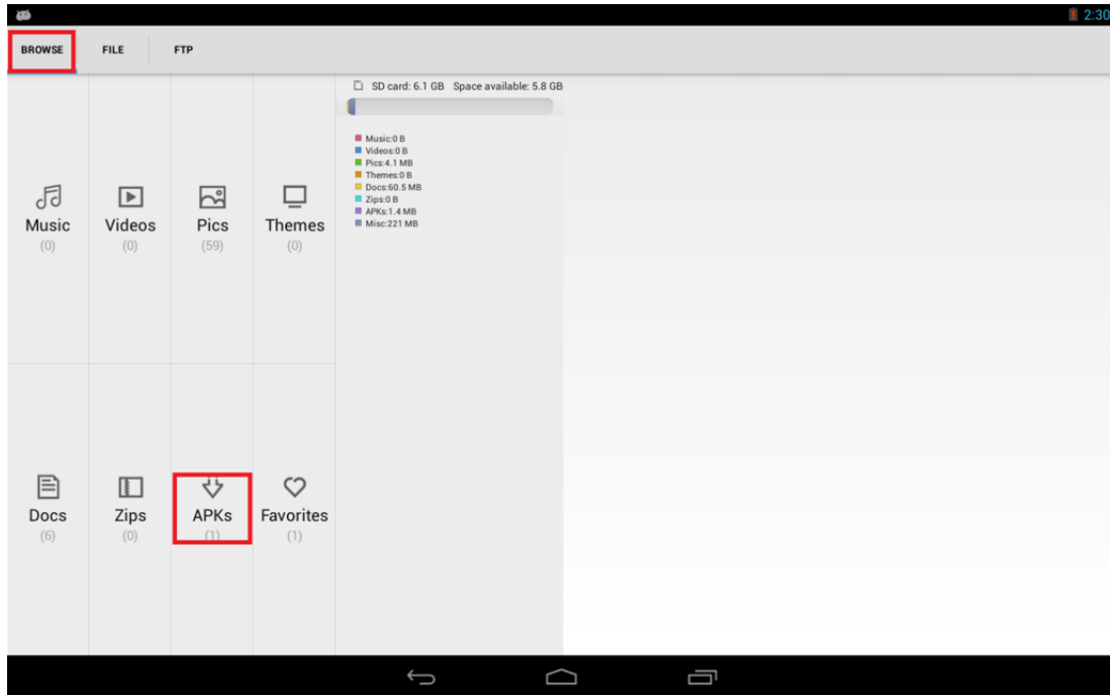 2:30
BROWSE FILE FTP
SD card: 6.1 GB Space available: 5.8 GB
Music:0 B
Videos:0 B
Pics:4.1 MB
Themes:0 B
Docs:60.5 MB
Zips:0 B
APKs:1.4 MB
Misc:221 MB
Music Videos Pics Themes
(0) (0) (59) (0)
Docs Zips APKs Favorites
(6) (0) (1) (1)